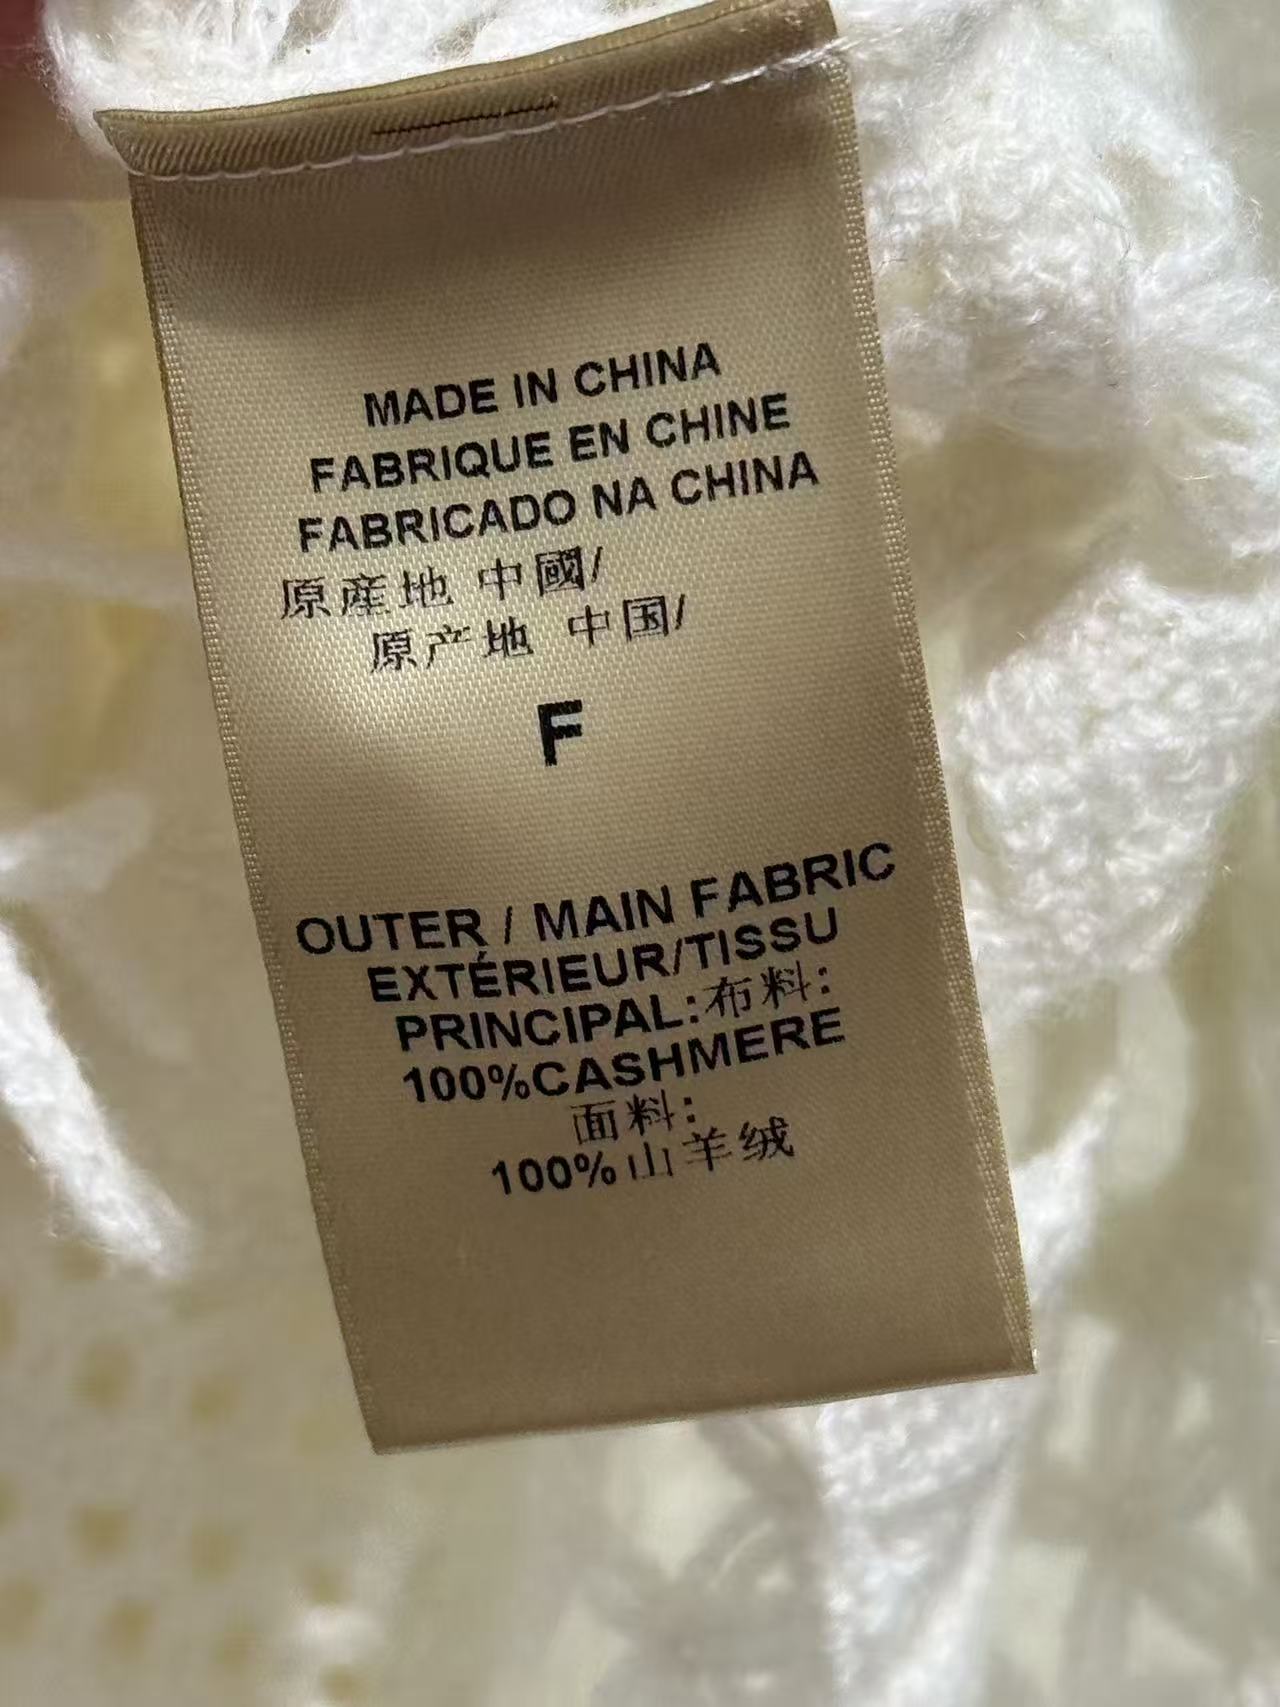 MADE IN CHINA
FABRIQUE EN CHINE
FABRICADO NA CHINA
原產地 中國/
原产地 中国/
F
OUTER / MAIN FABRIC
EXTÉRIEUR/TISSU
PRINCIPAL:布料:
100%CASHMERE
面料:
100%山羊绒